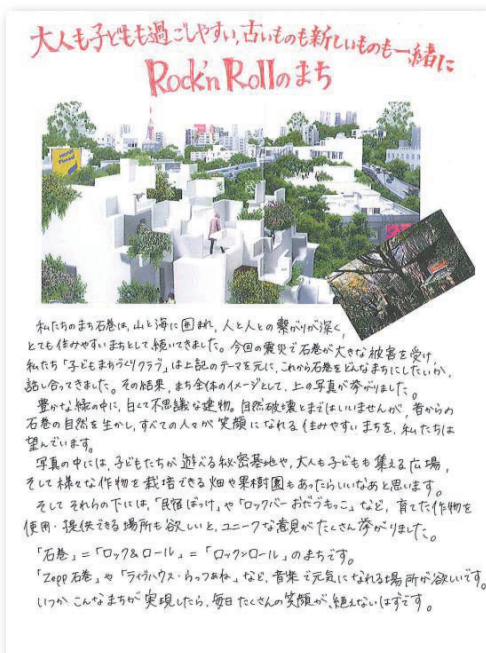 大人も子どもも過ごしやすい,古いものも新しいものも一緒に
Rock'n Rollのまち
私たちのまち石巻は、山と海に囲まれ、人と人との繋がりが深く、
とても住みやすいまちとして、続いてきました。今回の震災で石巻が大きな被害を受け、
私たち「子どもまちづくりクラブ」は上記のテーマを元に、これから石巻をどんなまちにしたいか、
話し合ってきました。その結果、まち全体のイメージとして、上の写真が挙がりました。
豊かな緑の中に、白くて不思議な建物。自然破壊とまではいいませんが、昔からの
石巻の自然を生かし、すべての人々が笑顔になれる住みやすいまちを、私たちは
望んでいます。
写真の中には、子どもたちが遊べる秘密基地や、大人も子どもも集える広場、
そして様々な作物を栽培できる畑や果樹園もあったらいいなあと思います。
そしてそれらの下には、「民宿ばっけ」や「ロックバーおだづもっこ」など、育てた作物を
使用・提供できる場所も欲しいと、ユニークな意見がたくさん挙がりました。
「石巻」=「ロック&ロール」=「ロックンロール」のまちです。
「Zepp石巻」や「ライヴハウス・らっつぉね」など、音楽で元気になれる場所が欲しいです。
いつかこんなまちが実現したら、毎日たくさんの笑顔が、絶えないはずです。